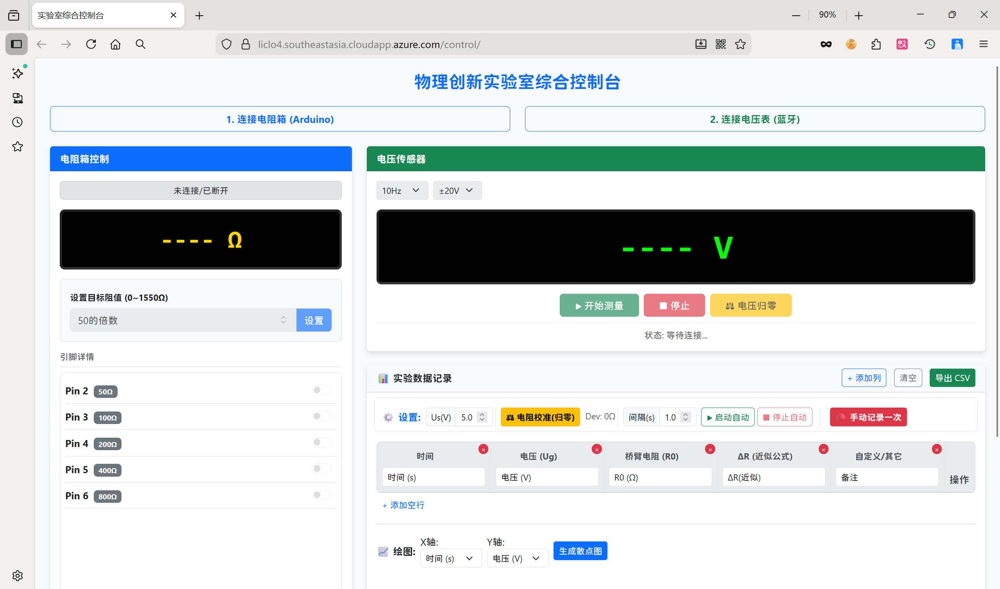 实验室综合控制台
90%
liclo4.southeastasia.cloudapp.azure.com/control/
物理创新实验室综合控制台
1. 连接电阻箱 (Arduino)
2. 连接电压表 (蓝牙)
电阻箱控制
未连接/已断开
---- Ω
设置目标阻值 (0~1550Ω)
50的倍数
设置
引脚详情
Pin 2 50Ω
Pin 3 100Ω
Pin 4 200Ω
Pin 5 400Ω
Pin 6 800Ω
电压传感器
10Hz
±20V
---- V
开始测量
停止
电压归零
状态: 等待连接...
实验数据记录
+ 添加列
清空
导出 CSV
设置:
Us(V) 5.0
电阻校准(归零)
Dev: 0Ω
间隔(s) 1.0
启动自动
停止自动
手动记录一次
时间
电压 (Ug)
桥臂电阻 (R0)
ΔR (近似公式)
自定义/其它
时间 (s)
电压 (V)
R0 (Ω)
ΔR(近似)
备注
操作
+ 添加空行
绘图:
X轴:
时间 (s)
Y轴:
电压 (V)
生成散点图